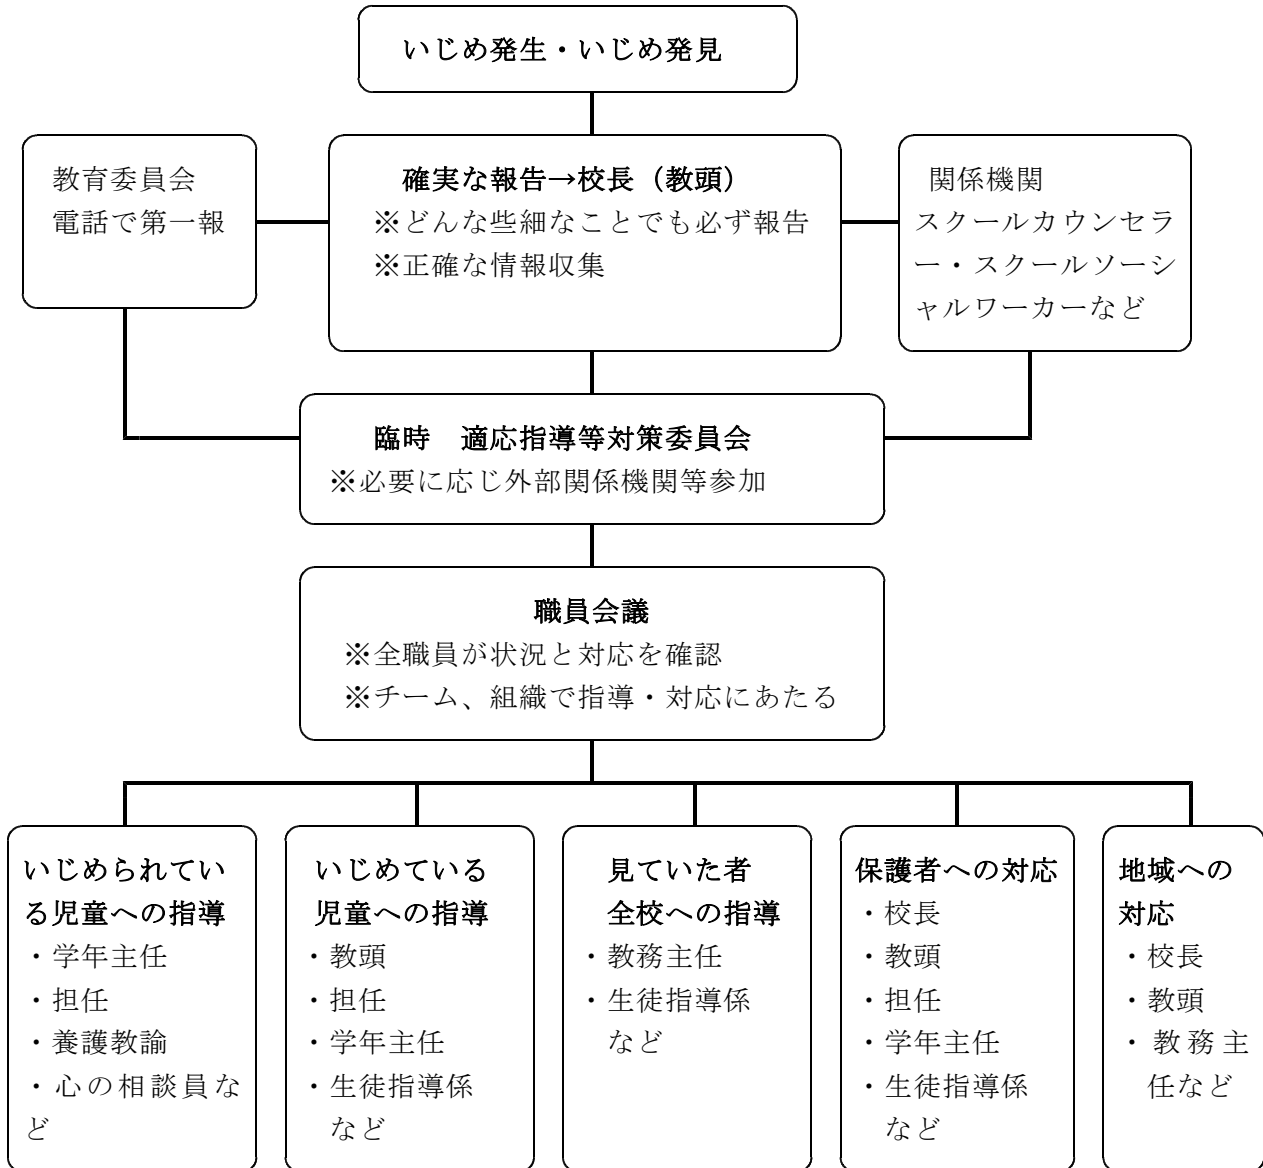 いじめ発生・いじめ発見
教育委員会
電話で第一報
確実な報告→校長（教頭）
※どんな些細なことでも必ず報告
※正確な情報収集
関係機関
スクールカウンセラ
ー・スクールソーシ
ャルワーカーなど
臨時　適応指導等対策委員会
※必要に応じ外部関係機関等参加
職員会議
※全職員が状況と対応を確認
※チーム、組織で指導・対応にあたる
いじめられてい
る児童への指導
・学年主任
・担任
・養護教諭
・心の相談員な
ど
いじめている
児童への指導
・教頭
・担任
・学年主任
・生徒指導係
など
見ていた者
全校への指導
・教務主任
・生徒指導係
など
保護者への対応
・校長
・教頭
・担任
・学年主任
・生徒指導係
など
地域への
対応
・校長
・教頭
・教務主
任など